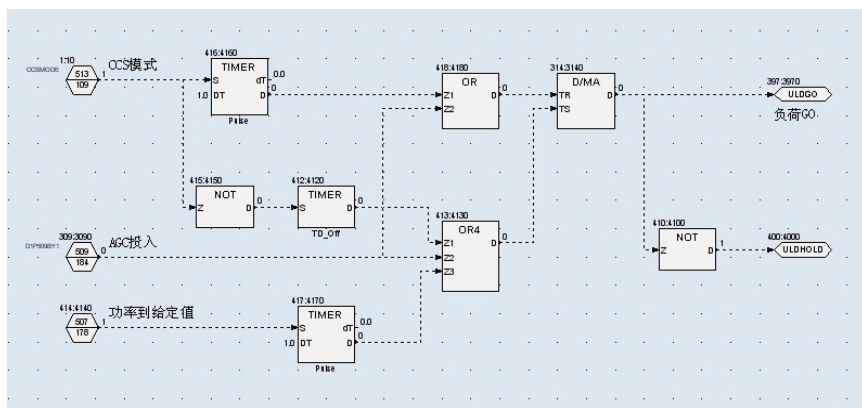 1:10
CCSMODE
513
109
1
CCS模式
416:4160
TIMER
S
dT
0.0
1.0
DT
D
0
Pulse
418:4180
OR
Z1
Z2
D
0
314:3140
D/MA
TR
TS
D
0
397:3970
ULDGO
负荷GO
415:4150
NOT
Z
D
0
412:4120
TIMER
S
D
0
TD_Off
413:4130
OR4
Z1
Z2
Z3
D
0
410:4100
NOT
Z
D
1
400:4000
ULDHOLD
309:3090
509
184
0
AGC投入
414:4140
507
178
1
功率到给定值
417:4170
TIMER
S
dT
0.0
1.0
DT
D
0
Pulse